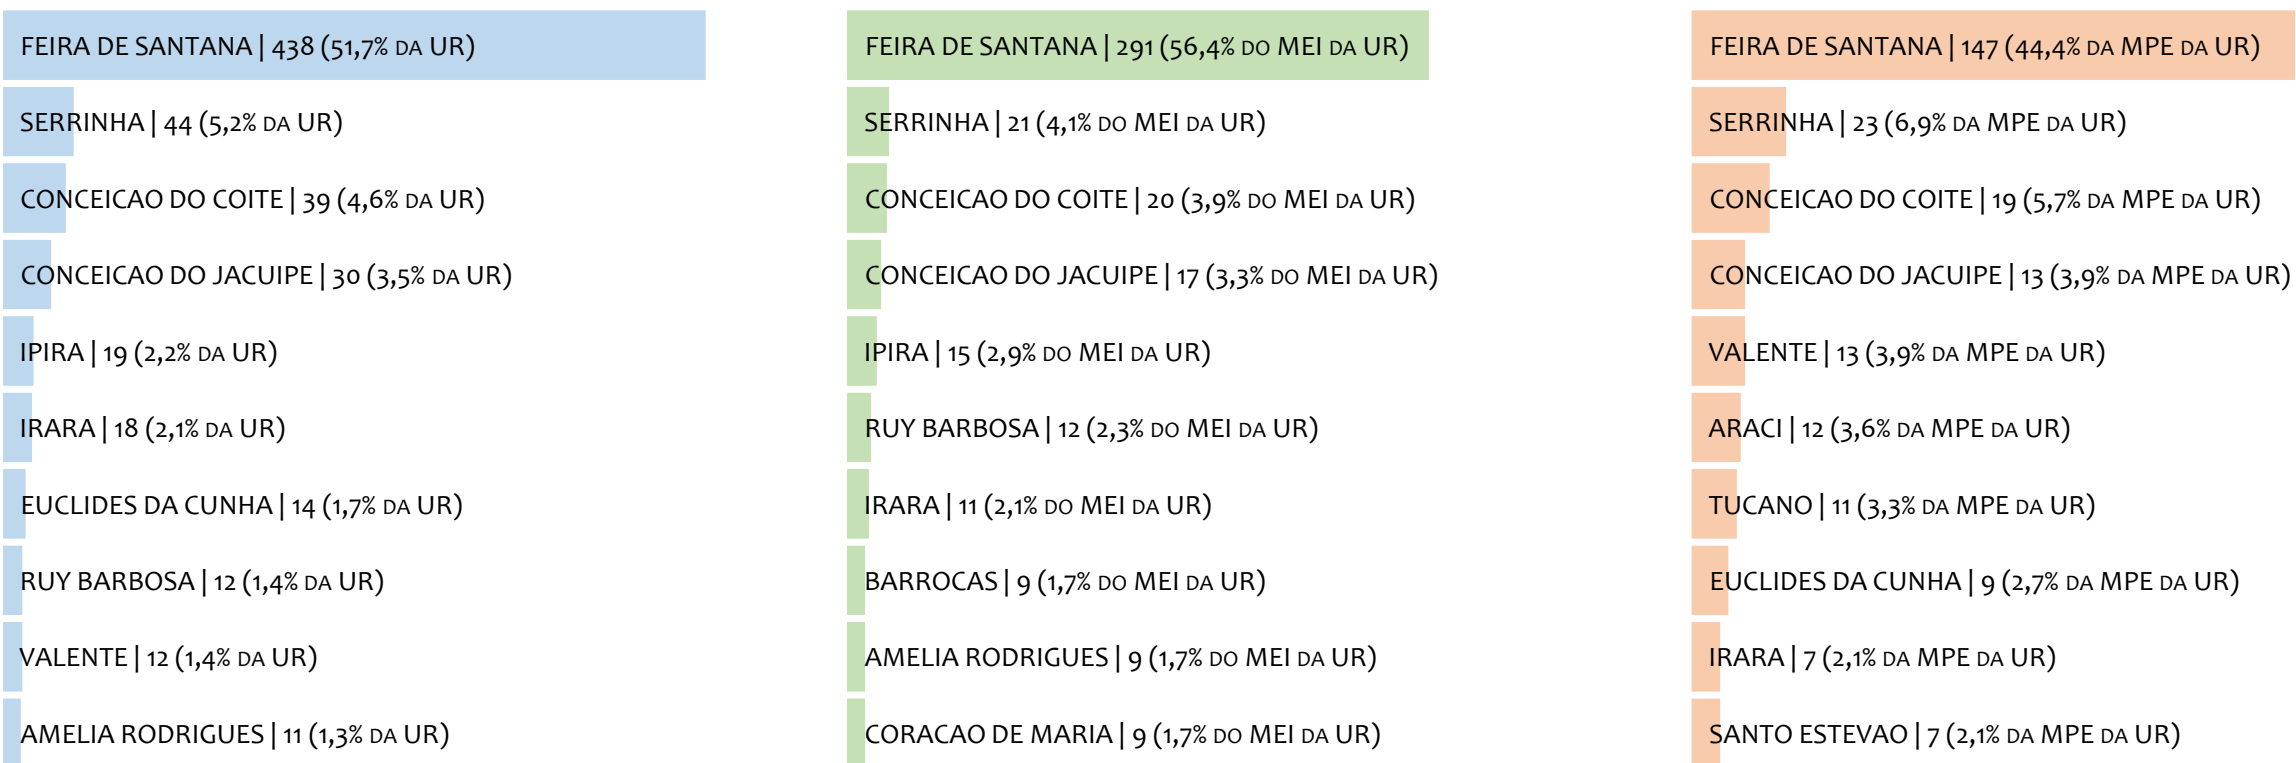 FEIRA DE SANTANA | 438 (51,7% DA UR)
SERRINHA | 44 (5,2% DA UR)
CONCEICAO DO COITE | 39 (4,6% DA UR)
CONCEICAO DO JACUIPE | 30 (3,5% DA UR)
IPIRA | 19 (2,2% DA UR)
IRARA | 18 (2,1% DA UR)
EUCLIDES DA CUNHA | 14 (1,7% DA UR)
RUY BARBOSA | 12 (1,4% DA UR)
VALENTE | 12 (1,4% DA UR)
AMELIA RODRIGUES | 11 (1,3% DA UR)
FEIRA DE SANTANA | 291 (56,4% DO MEI DA UR)
SERRINHA | 21 (4,1% DO MEI DA UR)
CONCEICAO DO COITE | 20 (3,9% DO MEI DA UR)
CONCEICAO DO JACUIPE | 17 (3,3% DO MEI DA UR)
IPIRA | 15 (2,9% DO MEI DA UR)
RUY BARBOSA | 12 (2,3% DO MEI DA UR)
IRARA | 11 (2,1% DO MEI DA UR)
BARROCAS | 9 (1,7% DO MEI DA UR)
AMELIA RODRIGUES | 9 (1,7% DO MEI DA UR)
CORACAO DE MARIA | 9 (1,7% DO MEI DA UR)
FEIRA DE SANTANA | 147 (44,4% DA MPE DA UR)
SERRINHA | 23 (6,9% DA MPE DA UR)
CONCEICAO DO COITE | 19 (5,7% DA MPE DA UR)
CONCEICAO DO JACUIPE | 13 (3,9% DA MPE DA UR)
VALENTE | 13 (3,9% DA MPE DA UR)
ARACI | 12 (3,6% DA MPE DA UR)
TUCANO | 11 (3,3% DA MPE DA UR)
EUCLIDES DA CUNHA | 9 (2,7% DA MPE DA UR)
IRARA | 7 (2,1% DA MPE DA UR)
SANTO ESTEVAO | 7 (2,1% DA MPE DA UR)